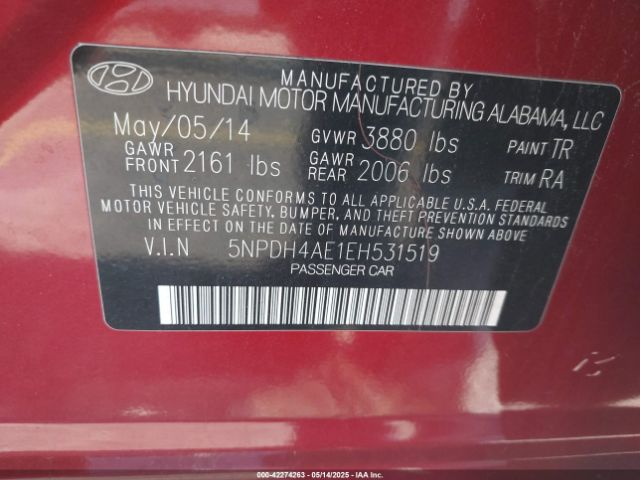 MANUFACTURED BY
HYUNDAI MOTOR MANUFACTURING ALABAMA, LLC
May/05/14 GVWR 3880 lbs PAINT TR
GAWR FRONT 2161 lbs GAWR REAR 2006 lbs TRIM RA
THIS VEHICLE CONFORMS TO ALL APPLICABLE U.S.A. FEDERAL
MOTOR VEHICLE SAFETY, BUMPER, AND THEFT PREVENTION STANDARDS
IN EFFECT ON THE DATE OF MANUFACTURE SHOWN ABOVE.
V.I.N 5NPDH4AE1EH531519
PASSENGER CAR
000-42274263 - 05/14/2025 - IAA Inc.